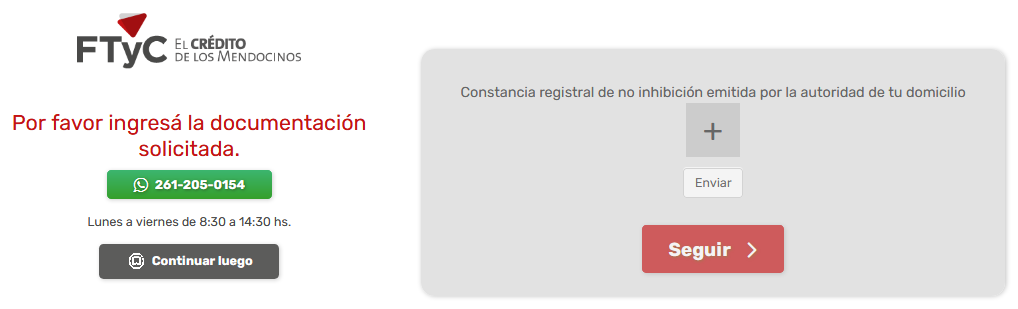 FTyC EL CRÉDITO
DE LOS MENDOCINOS
Por favor ingresá la documentación
solicitada.
261-205-0154
Lunes a viernes de 8:30 a 14:30 hs.
Continuar luego
Constancia registral de no inhibición emitida por la autoridad de tu domicilio
+
Enviar
Seguir